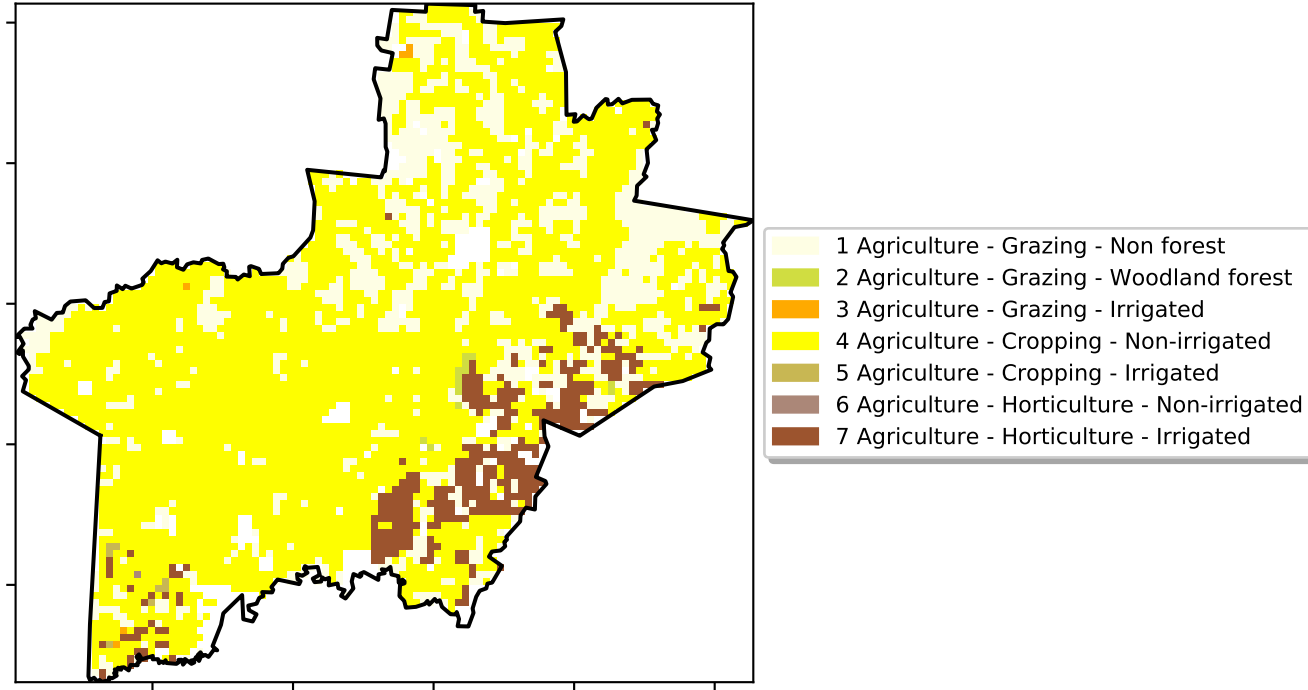 1 Agriculture - Grazing - Non forest
2 Agriculture - Grazing - Woodland forest
3 Agriculture - Grazing - Irrigated
4 Agriculture - Cropping - Non-irrigated
5 Agriculture - Cropping - Irrigated
6 Agriculture - Horticulture - Non-irrigated
7 Agriculture - Horticulture - Irrigated